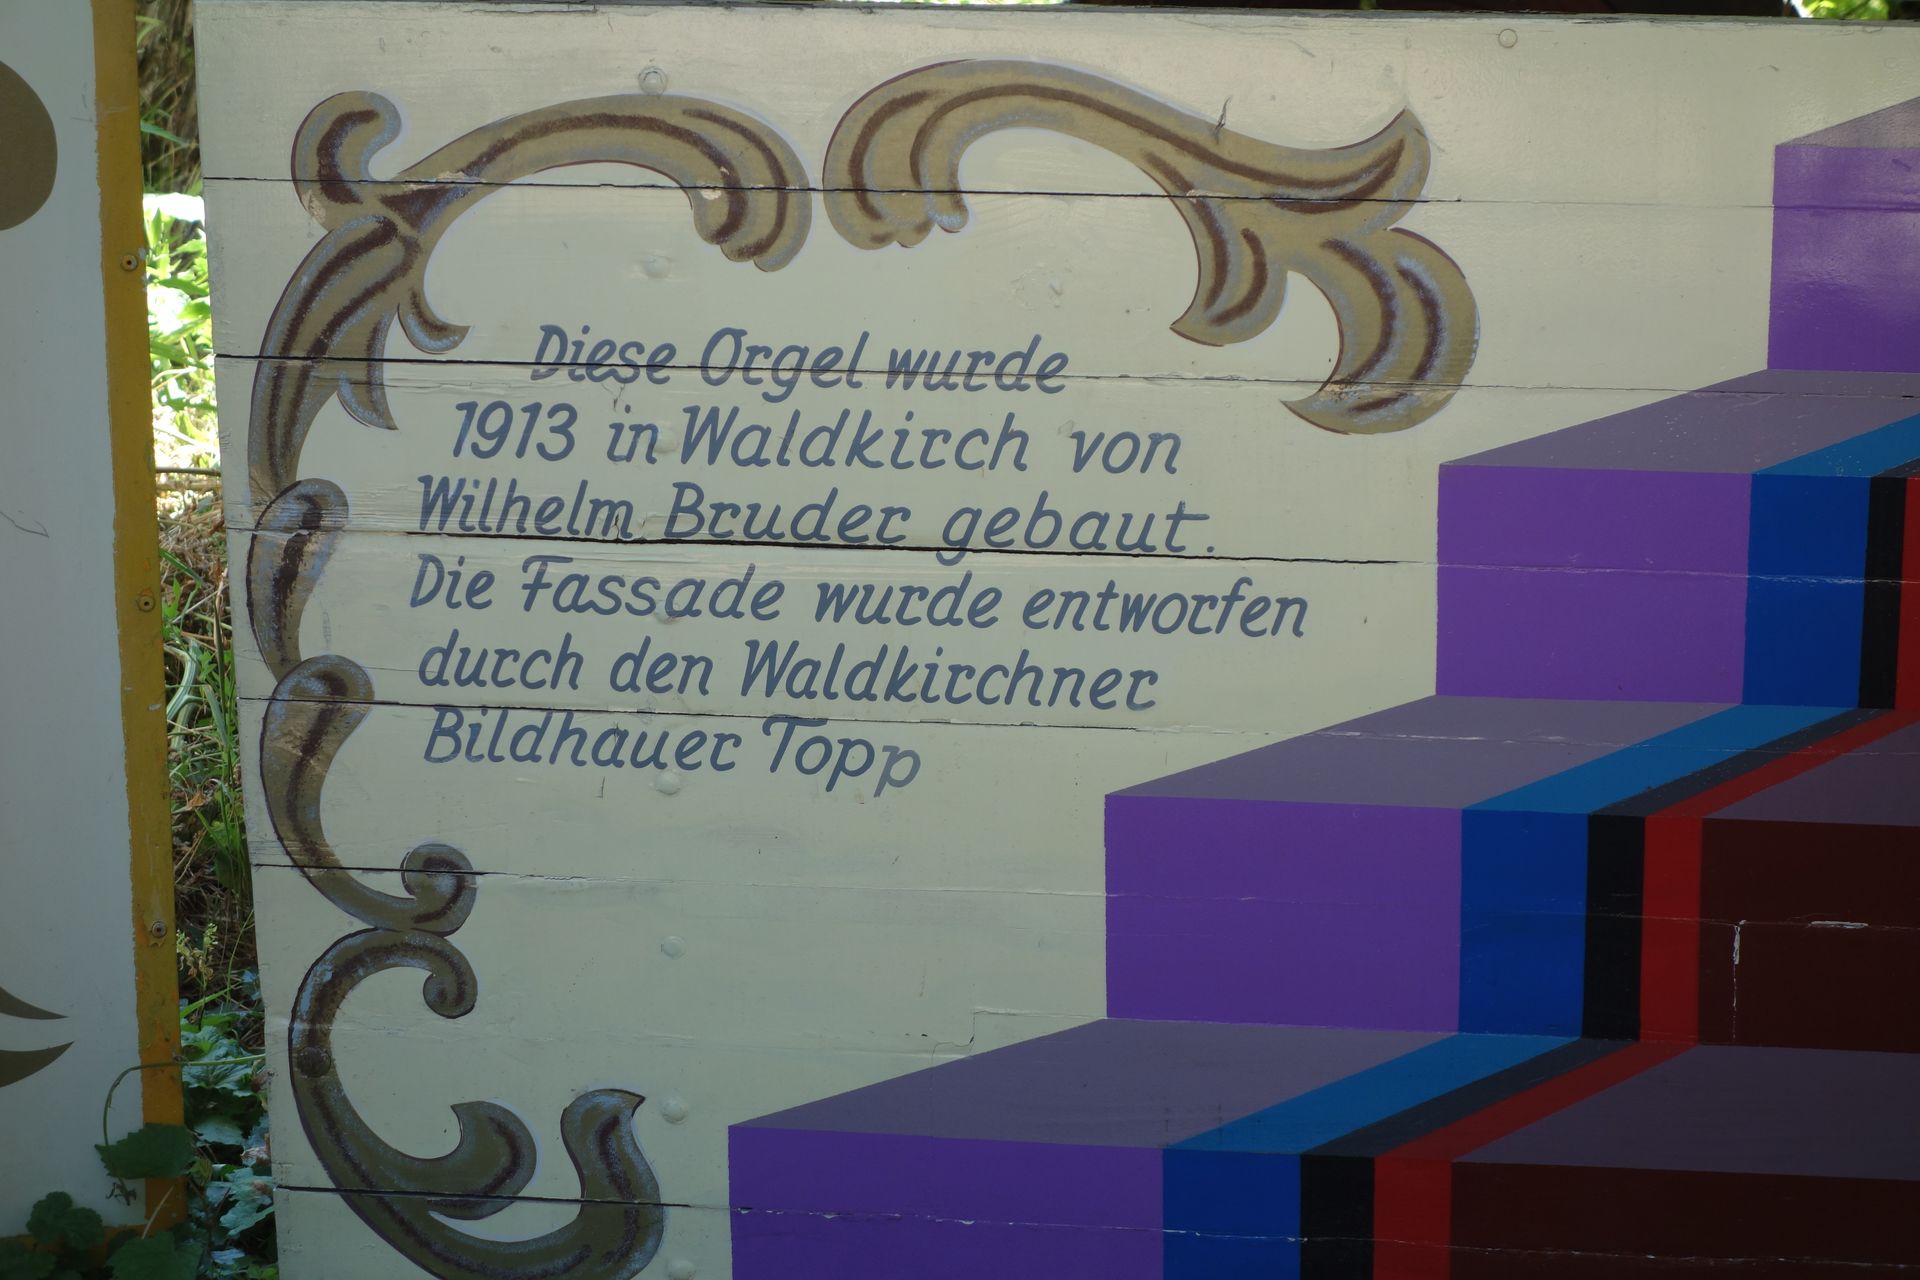 Diese Orgel wurde
1913 in Waldkirch von
Wilhelm Bruder gebaut.
Die Fassade wurde entworfen
durch den Waldkirchner
Bildhauer Topp